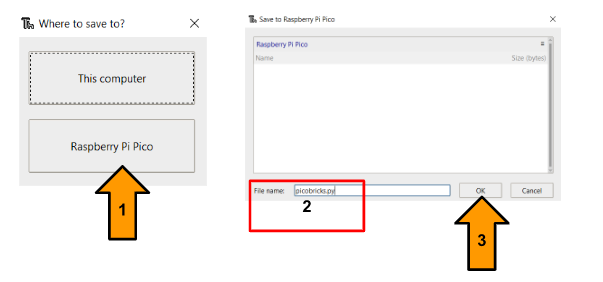 Where to save to?
This computer
Raspberry Pi Pico
1
Save to Raspberry Pi Pico
Raspberry Pi Pico
Name Size (bytes)
File name: picobricks.py OK Cancel
2
3